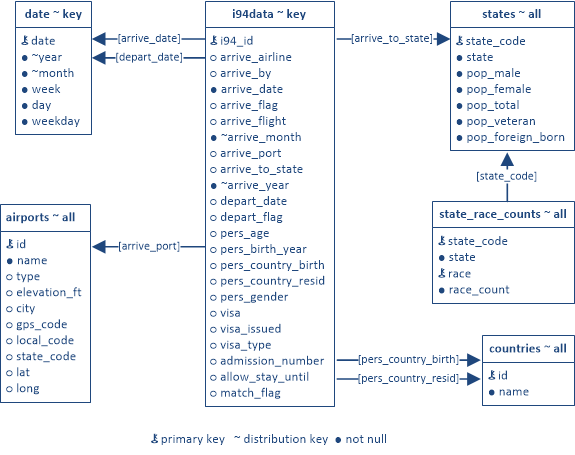 date ~ key
date
~year
~month
week
day
weekday
[arrive_date]
[depart_date]
i94data ~ key
i94_id
arrive_airline
arrive_by
arrive_date
arrive_flag
arrive_flight
~arrive_month
arrive_port
arrive_to_state
~arrive_year
depart_date
depart_flag
pers_age
pers_birth_year
pers_country_birth
pers_country_resid
pers_gender
visa
visa_issued
visa_type
admission_number
allow_stay_until
match_flag
[arrive_to_state]
states ~ all
state_code
state
pop_male
pop_female
pop_total
pop_veteran
pop_foreign_born
[state_code]
state_race_counts ~ all
state_code
state
race
race_count
airports ~ all
id
name
type
elevation_ft
city
gps_code
local_code
state_code
lat
long
[arrive_port]
[pers_country_birth]
[pers_country_resid]
countries ~ all
id
name
primary key ~ distribution key ● not null